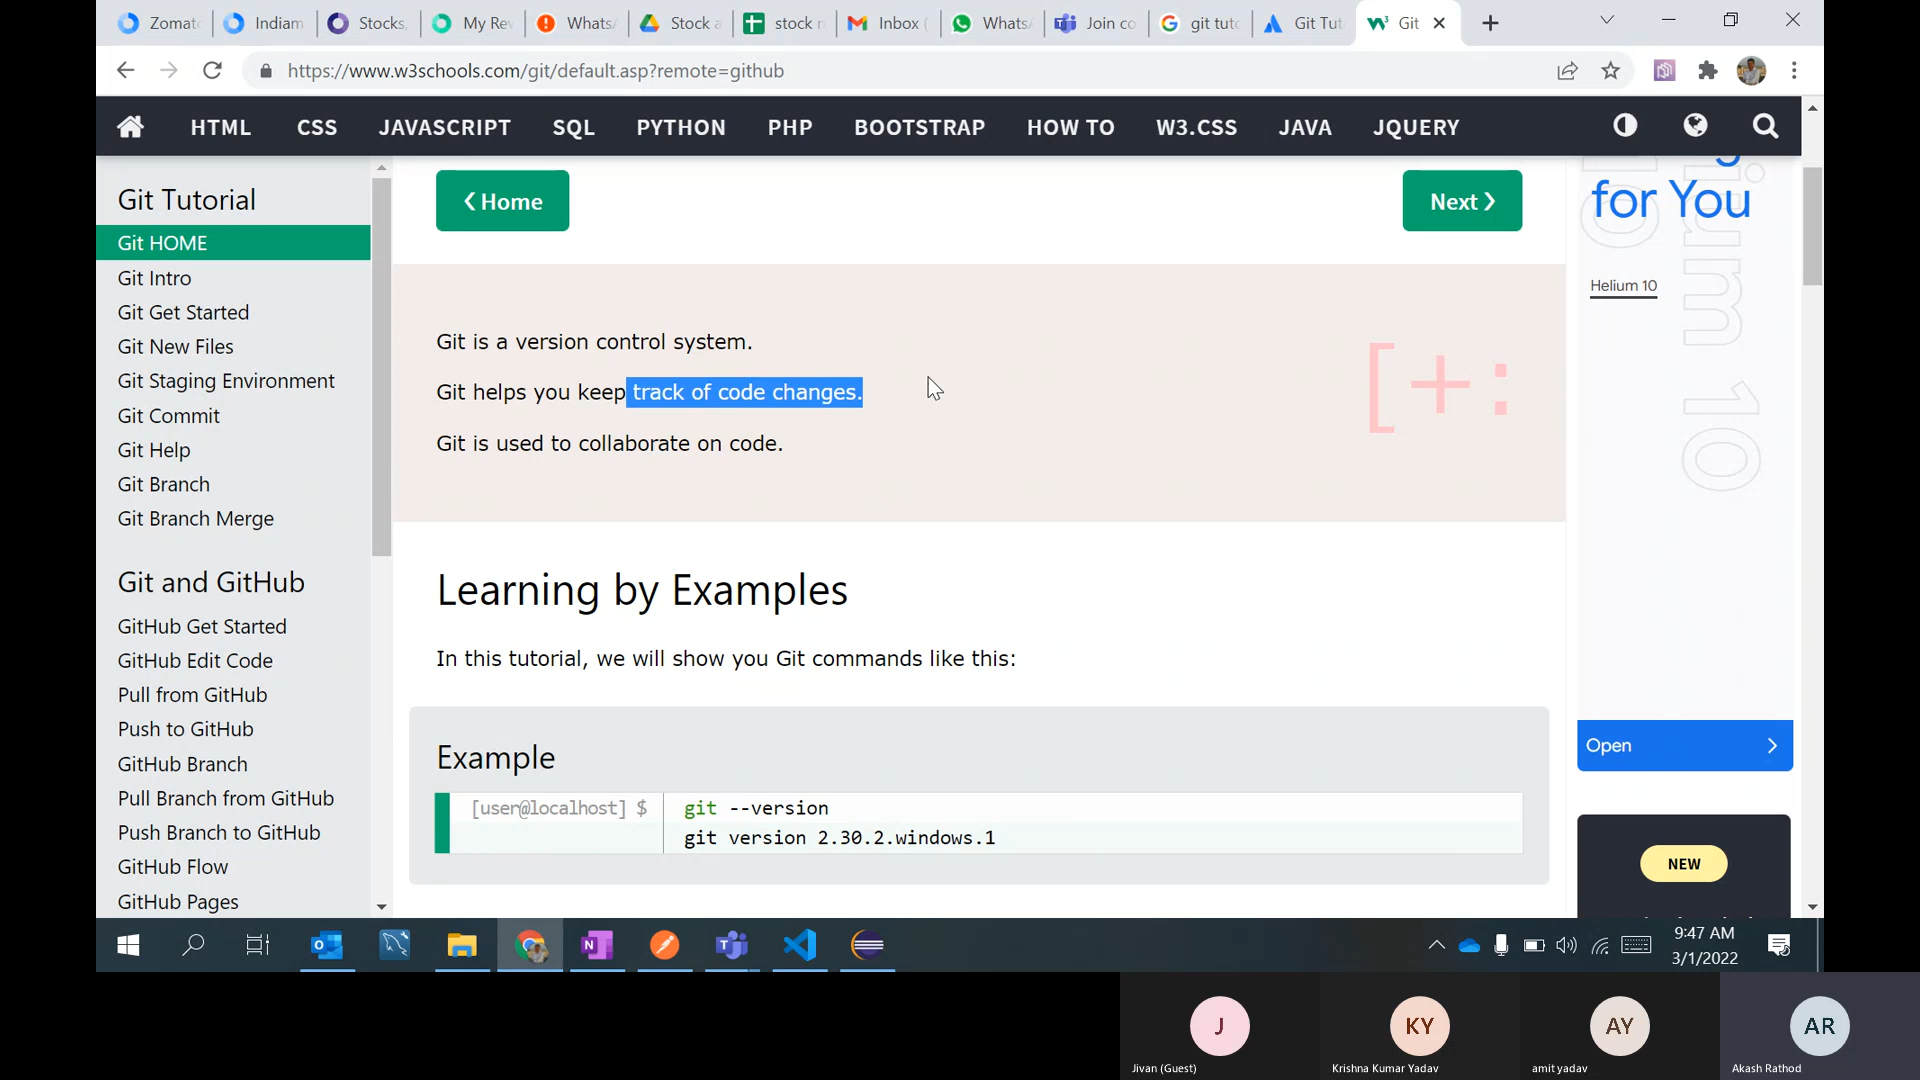 Zomato
Indiam
Stocks,
My Re
Whats
Stock a
stock n
Inbox (
Whats
Join co
git tuto
Git Tut
Git
https://www.w3schools.com/git/default.asp?remote=github
HTML
CSS
JAVASCRIPT
SQL
PYTHON
PHP
BOOTSTRAP
HOW TO
W3.CSS
JAVA
JQUERY
Git Tutorial
Git HOME
Git Intro
Git Get Started
Git New Files
Git Staging Environment
Git Commit
Git Help
Git Branch
Git Branch Merge
Git and GitHub
GitHub Get Started
GitHub Edit Code
Pull from GitHub
Push to GitHub
GitHub Branch
Pull Branch from GitHub
Push Branch to GitHub
GitHub Flow
GitHub Pages
❮ Home
Next ❯
Git is a version control system.
Git helps you keep track of code changes.
Git is used to collaborate on code.
[+:
Learning by Examples
In this tutorial, we will show you Git commands like this:
Example
[user@localhost] $ git --version
git version 2.30.2.windows.1
for You
Helium 10
Open
NEW
9:47 AM
3/1/2022
J
Jivan (Guest)
KY
Krishna Kumar Yadav
AY
amit yadav
AR
Akash Rathod